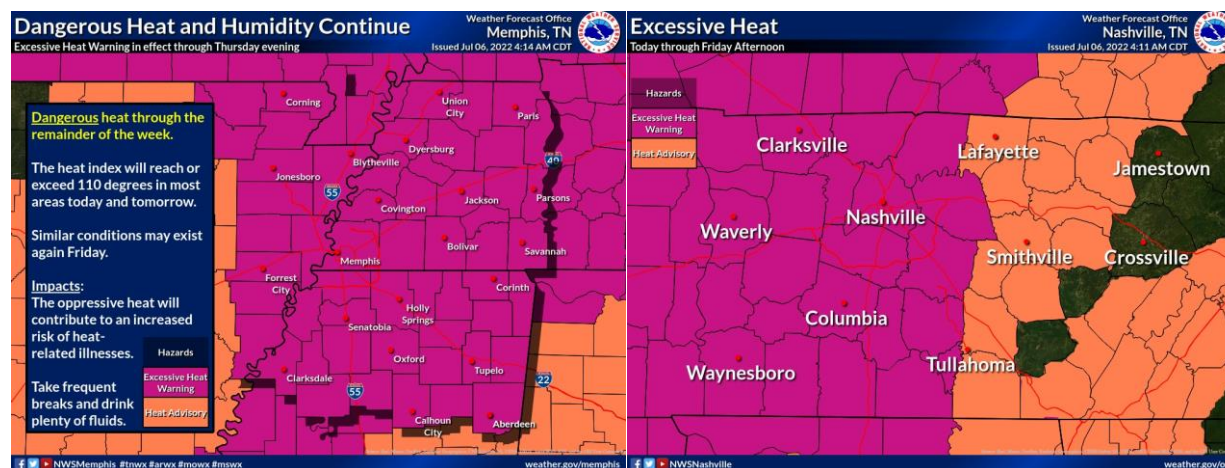 Dangerous Heat and Humidity Continue
Weather Forecast Office
Memphis, TN
Excessive Heat Warning in effect through Thursday evening
Issued Jul 06, 2022 4:14 AM CDT
Dangerous heat through the
remainder of the week.
The heat index will reach or
exceed 110 degrees in most
areas today and tomorrow.
Similar conditions may exist
again Friday.
Impacts:
The oppressive heat will
contribute to an increased
risk of heat-
related illnesses.
Take frequent
breaks and drink
plenty of fluids.
Hazards
Excessive Heat
Warning
Heat Advisory
Corning
Union
City
Paris
Dyersburg
Blytheville
40
Jonesboro
55
Covington
Jackson
Parsons
Bolivar
Savannah
Memphis
Forrest
City
Corinth
Holly
Springs
Senatobia
Oxford
Clarksdale
Tupelo
22
55
Calhoun
City
Aberdeen
NWSMemphis #tnwx #arwx #mowx #mswx
weather.gov/memphis
Excessive Heat
Weather Forecast Office
Nashville, TN
Today through Friday Afternoon
Issued Jul 06, 2022 4:11 AM CDT
Hazards
Excessive Heat
Warning
Heat Advisory
Clarksville
Lafayette
Jamestown
Nashville
Waverly
Smithville
Crossville
Columbia
Tullahoma
Waynesboro
NWSNashville